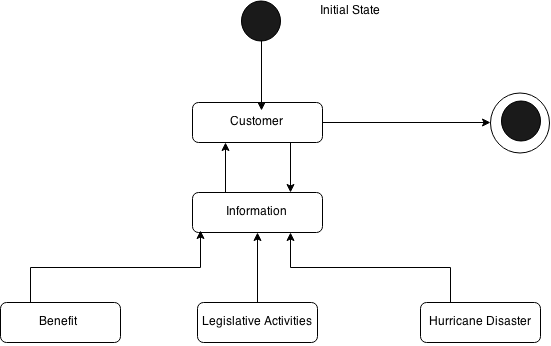 Initial State
Customer
Information
Benefit
Legislative Activities
Hurricane Disaster